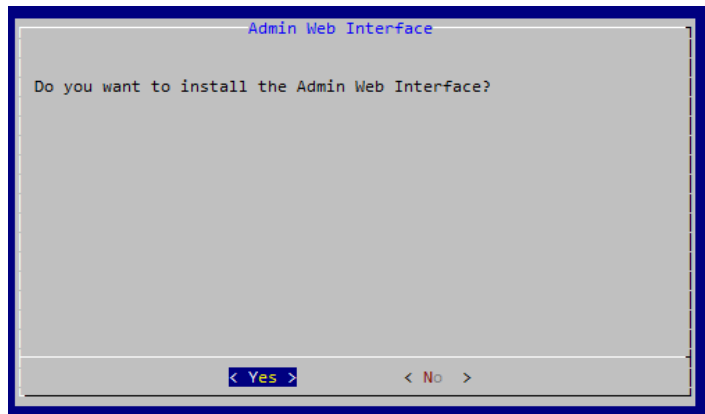 Admin Web Interface
Do you want to install the Admin Web Interface?
< Yes > < No >